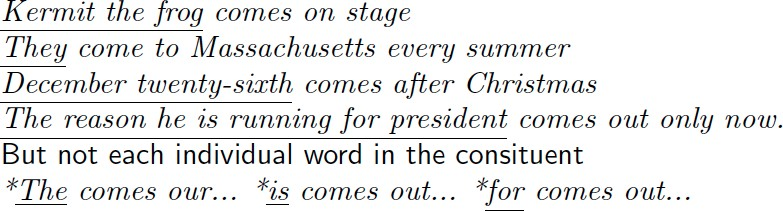 Kermit the frog comes on stage
They come to Massachusetts every summer
December twenty-sixth comes after Christmas
The reason he is running for president comes out only now.
But not each individual word in the consituent
*The comes our... *is comes out... *for comes out...